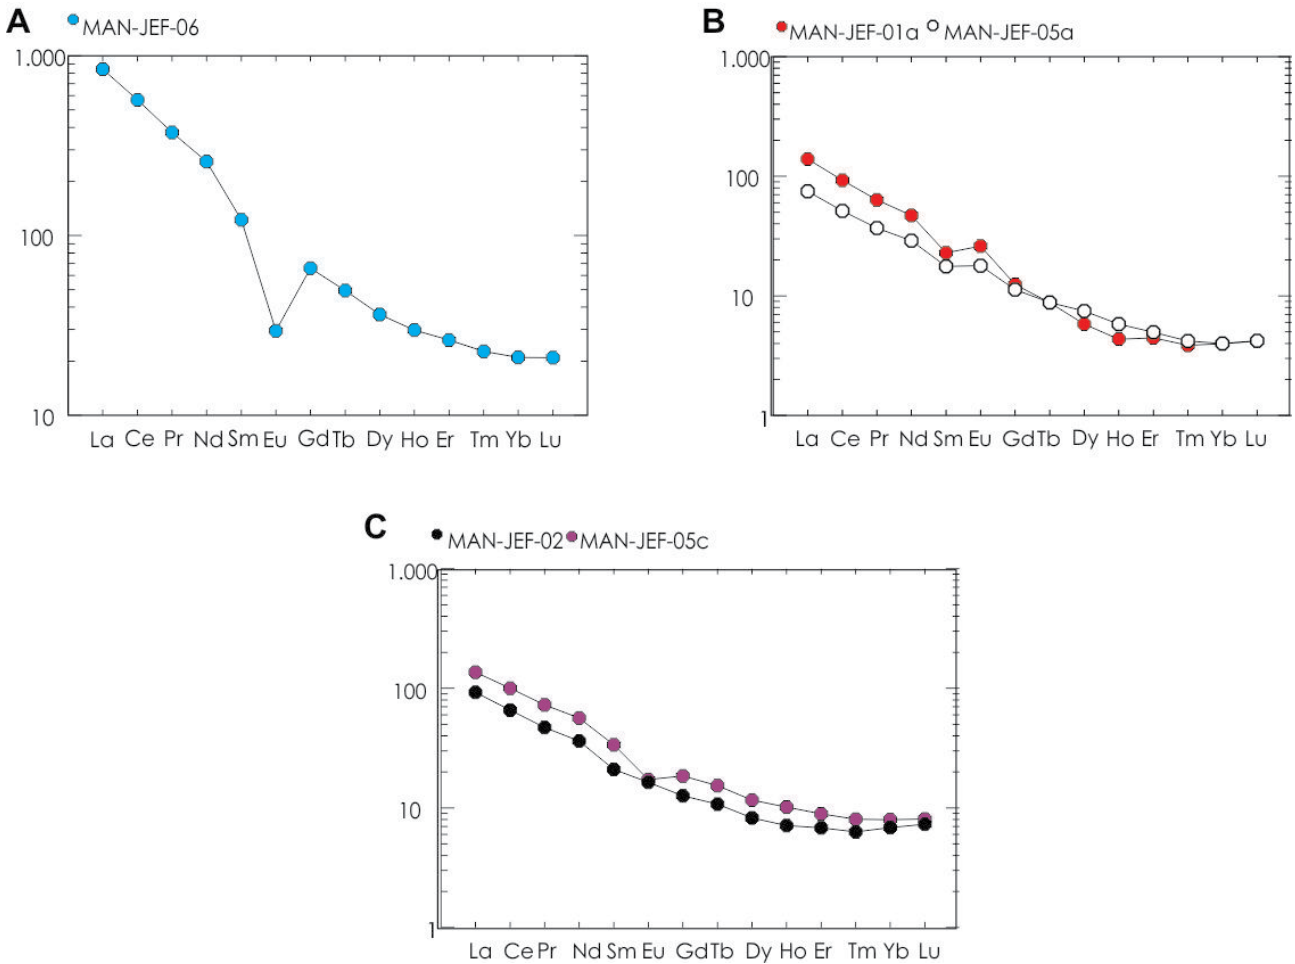 A
MAN-JEF-06
1.000
100
10
La Ce Pr Nd Sm Eu Gd Tb Dy Ho Er Tm Yb Lu
B
MAN-JEF-01a MAN-JEF-05a
1.000
100
10
1
La Ce Pr Nd Sm Eu Gd Tb Dy Ho Er Tm Yb Lu
C
MAN-JEF-02 MAN-JEF-05c
1.000
100
10
1
La Ce Pr Nd Sm Eu Gd Tb Dy Ho Er Tm Yb Lu